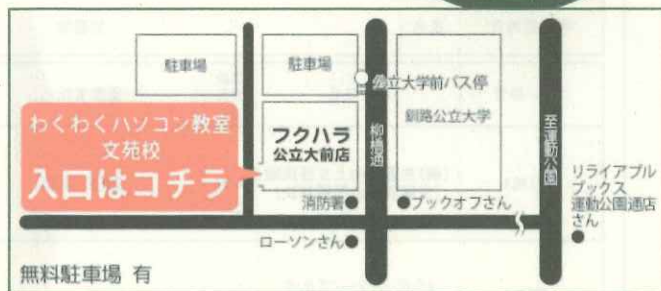 駐車場
駐車場
公立大学前バス停
釧路公立大学
柳橋通
至運動公園
わくわくパソコン教室
文苑校
入口はコチラ
フクハラ
公立大前店
リライアブル
ブックス
運動公園通店
さん
消防署
ブックオフさん
ローソンさん
無料駐車場 有